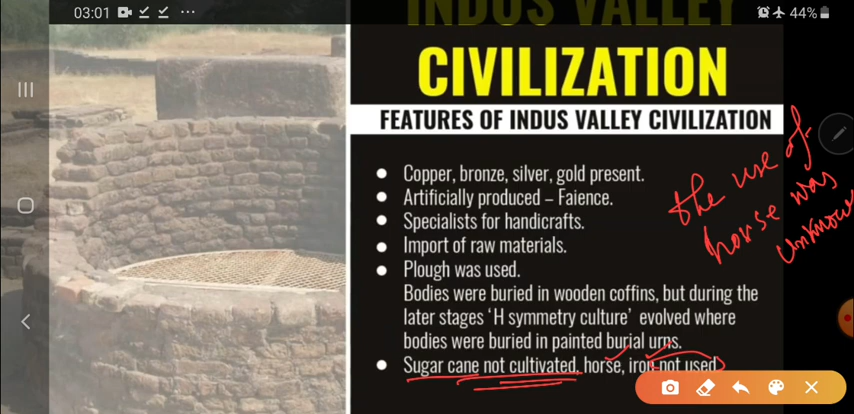 03:01
44%
INDUS VALLEY
CIVILIZATION
FEATURES OF INDUS VALLEY CIVILIZATION
• Copper, bronze, silver, gold present.
• Artificially produced – Faience.
• Specialists for handicrafts.
• Import of raw materials.
• Plough was used.
Bodies were buried in wooden coffins, but during the
later stages ‘H symmetry culture’ evolved where
bodies were buried in painted burial urns.
• Sugar cane not cultivated, horse, iron not used
the use of
horse was
unknown